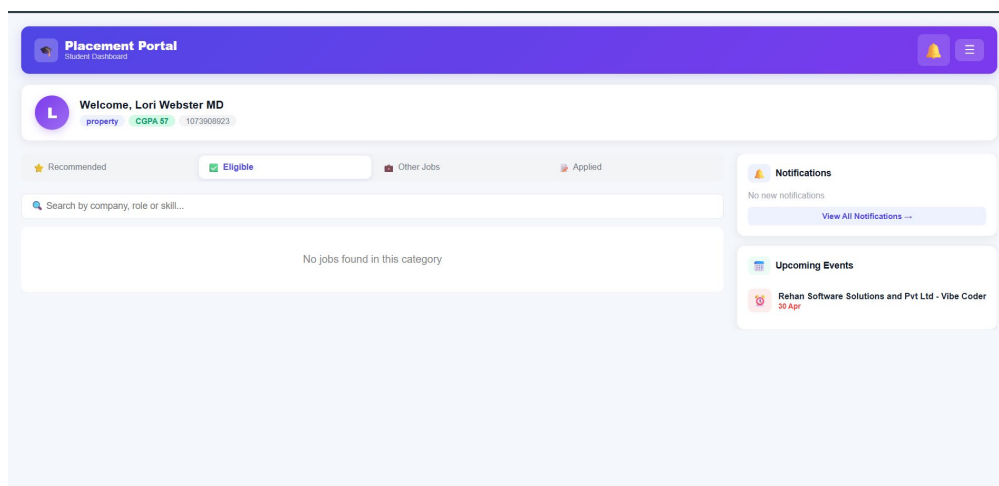 Placement Portal
Student Dashboard
L
Welcome, Lori Webster MD
property CGPA 57 1073908923
Recommended Eligible Other Jobs Applied
Search by company, role or skill...
No jobs found in this category
Notifications
No new notifications
View All Notifications →
Upcoming Events
Rehan Software Solutions and Pvt Ltd - Vibe Coder
30 Apr